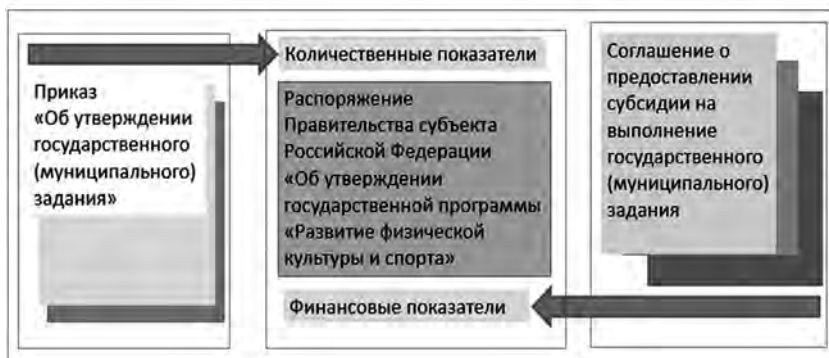 Приказ
«Об утверждении
государственного
(муниципального)
задания»
Количественные показатели
Распоряжение
Правительства субъекта
Российской Федерации
«Об утверждении
государственной программы
«Развитие физической
культуры и спорта»
Финансовые показатели
Соглашение о
предоставлении
субсидии на
выполнение
государственного
(муниципального)
задания